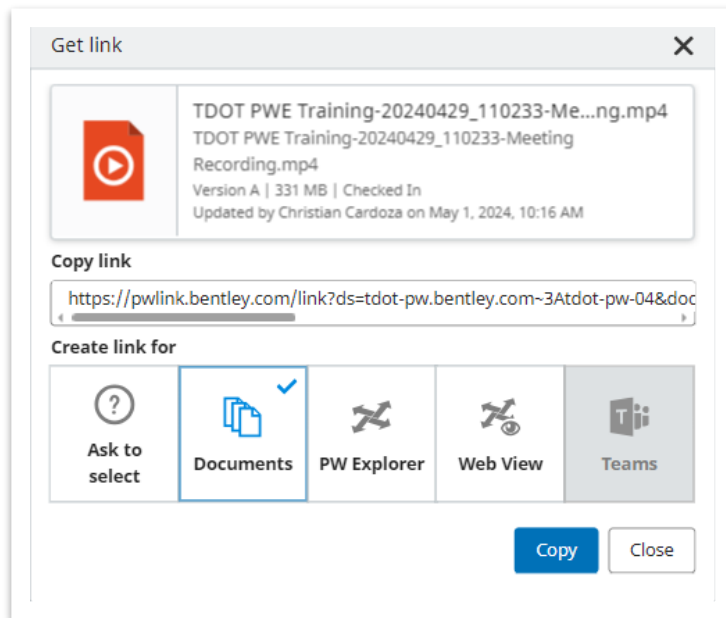 Get link
TDOT PWE Training-20240429_110233-Me...ng.mp4
TDOT PWE Training-20240429_110233-Meeting
Recording.mp4
Version A | 331 MB | Checked In
Updated by Christian Cardoza on May 1, 2024, 10:16 AM
Copy link
https://pwlink.bentley.com/link?ds=tdot-pw.bentley.com~3Atdot-pw-04&doc
Create link for
Ask to
select
Documents
PW Explorer
Web View
Teams
Copy
Close